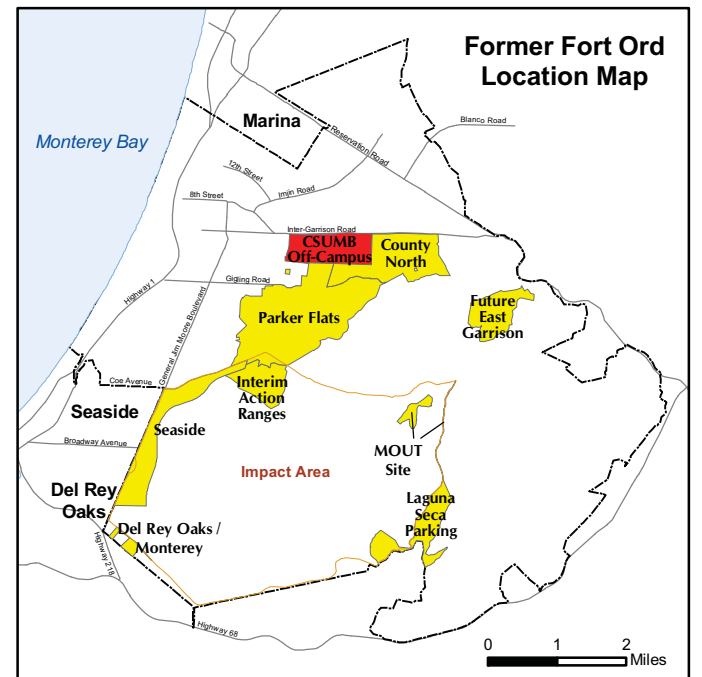 Former Fort Ord
Location Map
Monterey Bay
Marina
Blanco Road
Reservation Road
12th Street
Imjin Road
8th Street
Inter-Garrison Road
CSUMB
Off-Campus
County
North
Gigling Road
Highway 1
General Jim Moore Boulevard
Parker Flats
Future
East
Garrison
Coe Avenue
Interim
Action
Ranges
Seaside
Seaside
Broadway Avenue
MOUT
Site
Impact Area
Del Rey
Oaks
Laguna
Seca
Parking
Del Rey Oaks /
Monterey
Highway 218
Highway 68
0 1 2
Miles